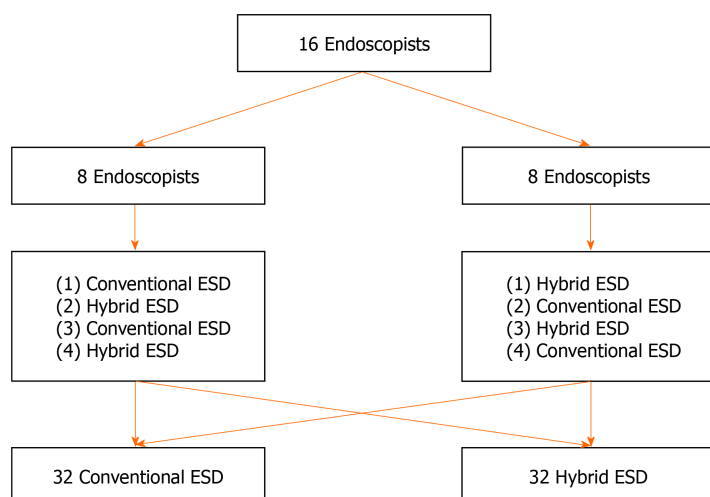 16 Endoscopists
8 Endoscopists
8 Endoscopists
(1) Conventional ESD
(2) Hybrid ESD
(3) Conventional ESD
(4) Hybrid ESD
(1) Hybrid ESD
(2) Conventional ESD
(3) Hybrid ESD
(4) Conventional ESD
32 Conventional ESD
32 Hybrid ESD